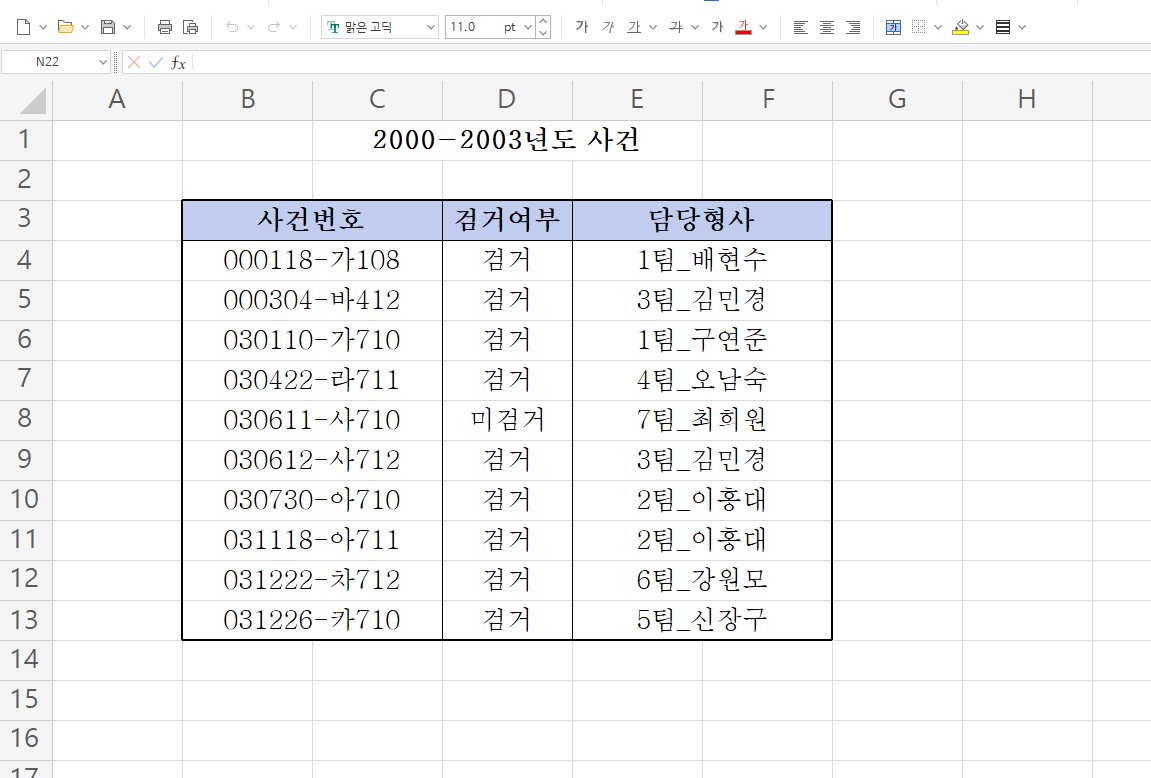 맑은 고딕 11.0 pt 가 가 가 가 가 가 가
N22 fx
A B C D E F G H
1 2000-2003년도 사건
2
3 사건번호 검거여부 담당형사
4 000118-가108 검거 1팀_배현수
5 000304-바412 검거 3팀_김민경
6 030110-가710 검거 1팀_구연준
7 030422-라711 검거 4팀_오남숙
8 030611-사710 미검거 7팀_최희원
9 030612-사712 검거 3팀_김민경
10 030730-아710 검거 2팀_이홍대
11 031118-아711 검거 2팀_이홍대
12 031222-차712 검거 6팀_강원모
13 031226-카710 검거 5팀_신장구
14
15
16
17